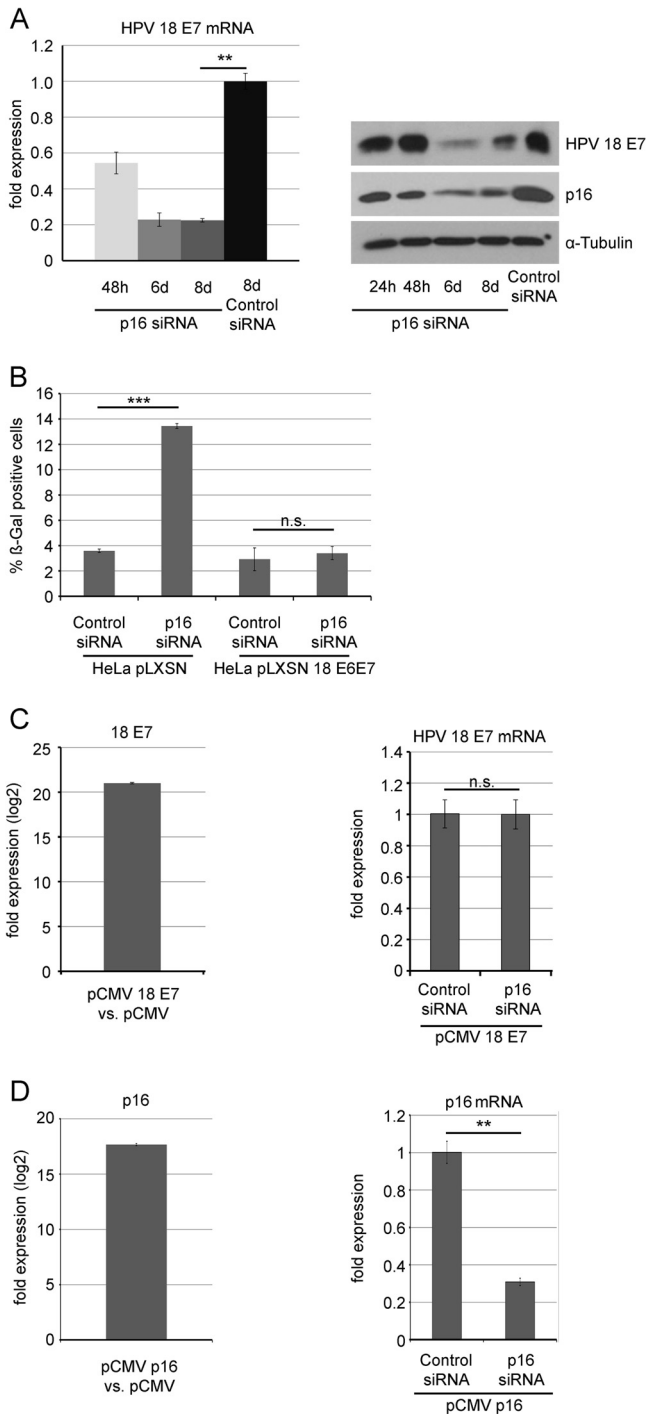 A
HPV 18 E7 mRNA
fold expression
1.2
1.0
0.8
0.6
0.4
0.2
0
**
48h 6d 8d 8d
Control
siRNA
p16 siRNA
HPV 18 E7
p16
α-Tubulin
24h 48h 6d 8d Control
siRNA
p16 siRNA
B
% ß-Gal positive cells
16
14
12
10
8
6
4
2
0
***
n.s.
Control
siRNA
p16
siRNA
Control
siRNA
p16
siRNA
HeLa pLXSN
HeLa pLXSN 18 E6E7
C
18 E7
fold expression (log2)
25
21
20
15
10
5
0
pCMV 18 E7
vs. pCMV
HPV 18 E7 mRNA
fold expression
1.4
1.2
1
0.8
0.6
0.4
0.2
0
n.s.
Control
siRNA
p16
siRNA
pCMV 18 E7
D
p16
fold expression (log2)
20
17
15
10
5
0
pCMV p16
vs. pCMV
p16 mRNA
fold expression
1.2
1
0.8
0.6
0.4
0.2
0
**
Control
siRNA
p16
siRNA
pCMV p16